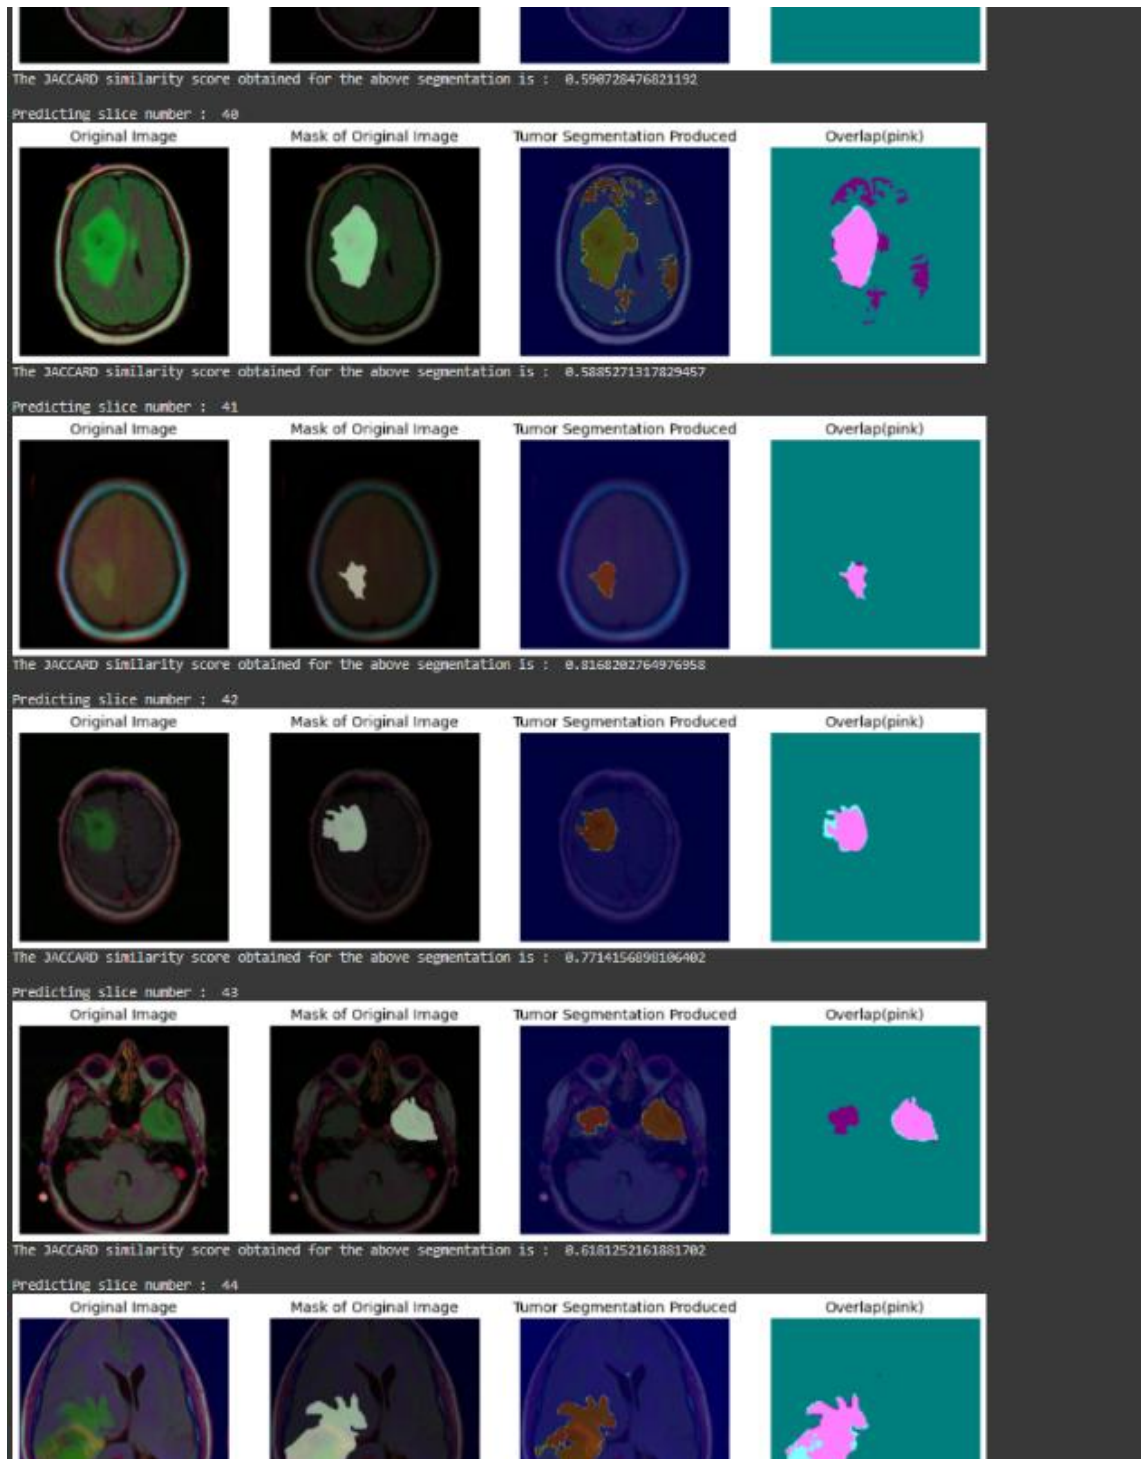 The JACCARD similarity score obtained for the above segmentation is :  0.590728476821192
Predicting slice number :  40
Original Image Mask of Original Image Tumor Segmentation Produced Overlap(pink)
The JACCARD similarity score obtained for the above segmentation is :  0.5885271317829457
Predicting slice number :  41
Original Image Mask of Original Image Tumor Segmentation Produced Overlap(pink)
The JACCARD similarity score obtained for the above segmentation is :  0.8168202764976958
Predicting slice number :  42
Original Image Mask of Original Image Tumor Segmentation Produced Overlap(pink)
The JACCARD similarity score obtained for the above segmentation is :  0.7714156898106402
Predicting slice number :  43
Original Image Mask of Original Image Tumor Segmentation Produced Overlap(pink)
The JACCARD similarity score obtained for the above segmentation is :  0.6181252161881702
Predicting slice number :  44
Original Image Mask of Original Image Tumor Segmentation Produced Overlap(pink)